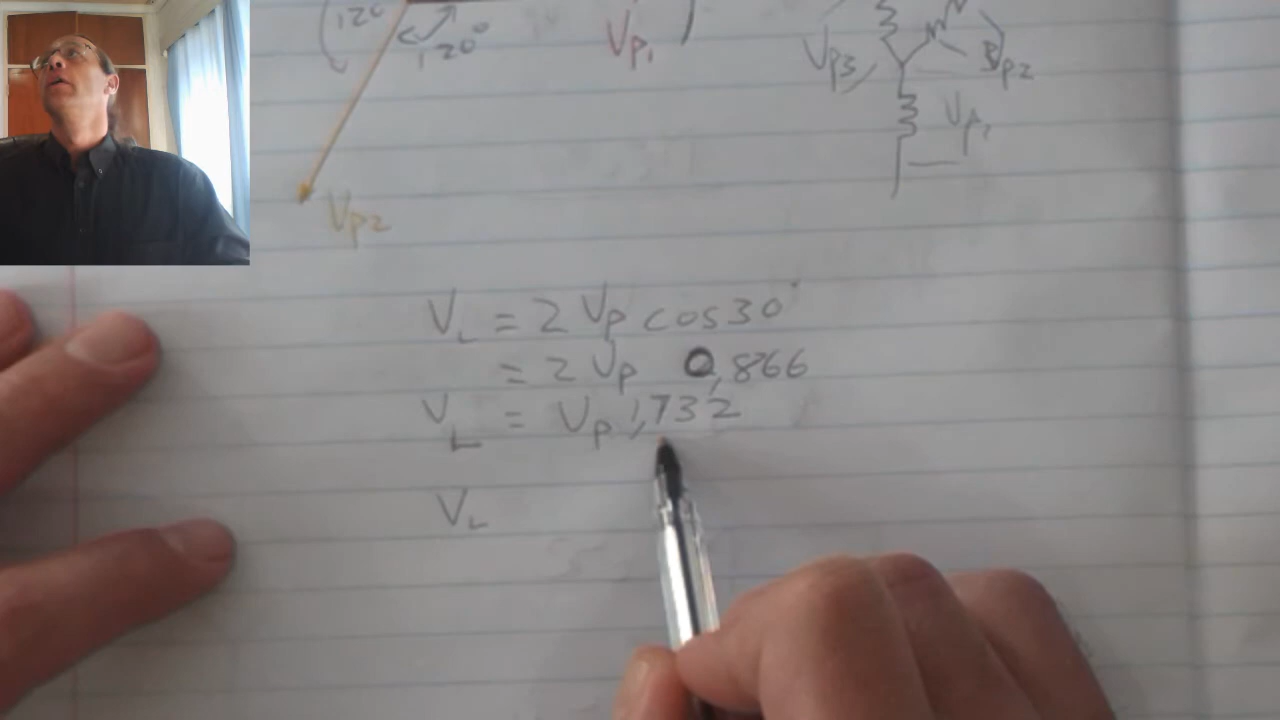 120
120°
Vp1
Vp3
Vp2
Vp1
Vp2
VL = 2 Vp cos30°
= 2 Vp 0,866
VL = Vp 1,732
VL